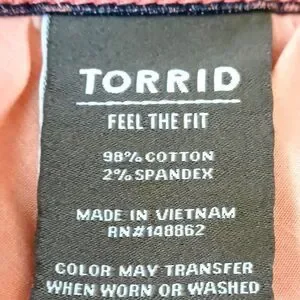 TORRID
FEEL THE FIT
98% COTTON
2% SPANDEX
MADE IN VIETNAM
RN#148862
COLOR MAY TRANSFER
WHEN WORN OR WASHED